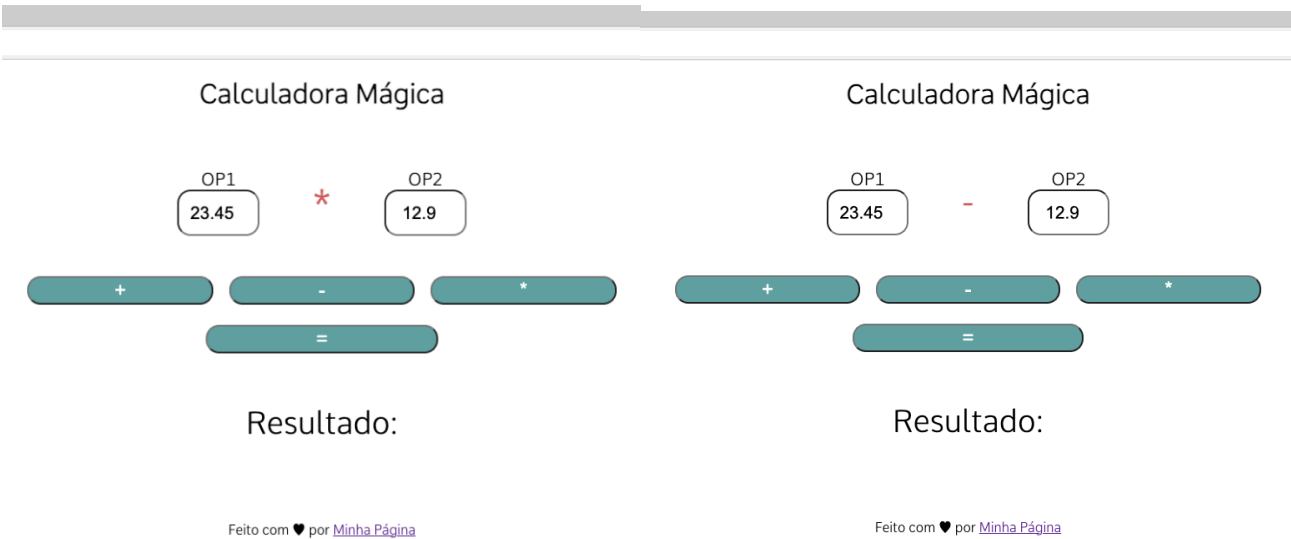 Calculadora Mágica
OP1 OP2
23.45 * 12.9
+ - *
=
Resultado:
Feito com ♥ por Minha Página
Calculadora Mágica
OP1 OP2
23.45 - 12.9
+ - *
=
Resultado:
Feito com ♥ por Minha Página